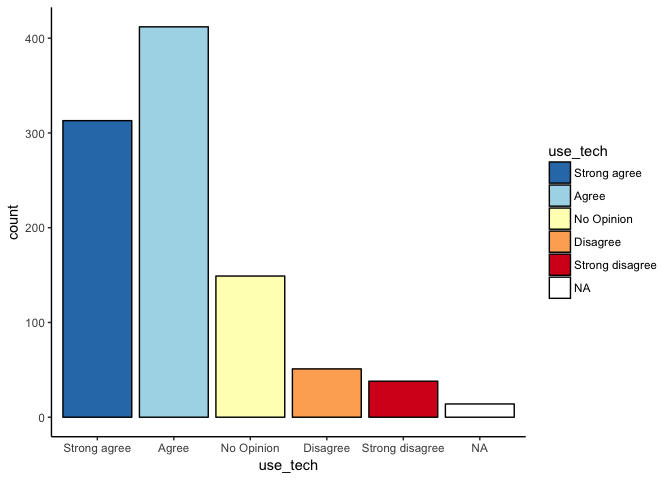 400
300
200
100
0
count
Strong agree
Agree
No Opinion
Disagree
Strong disagree
NA
use_tech
use_tech
Strong agree
Agree
No Opinion
Disagree
Strong disagree
NA